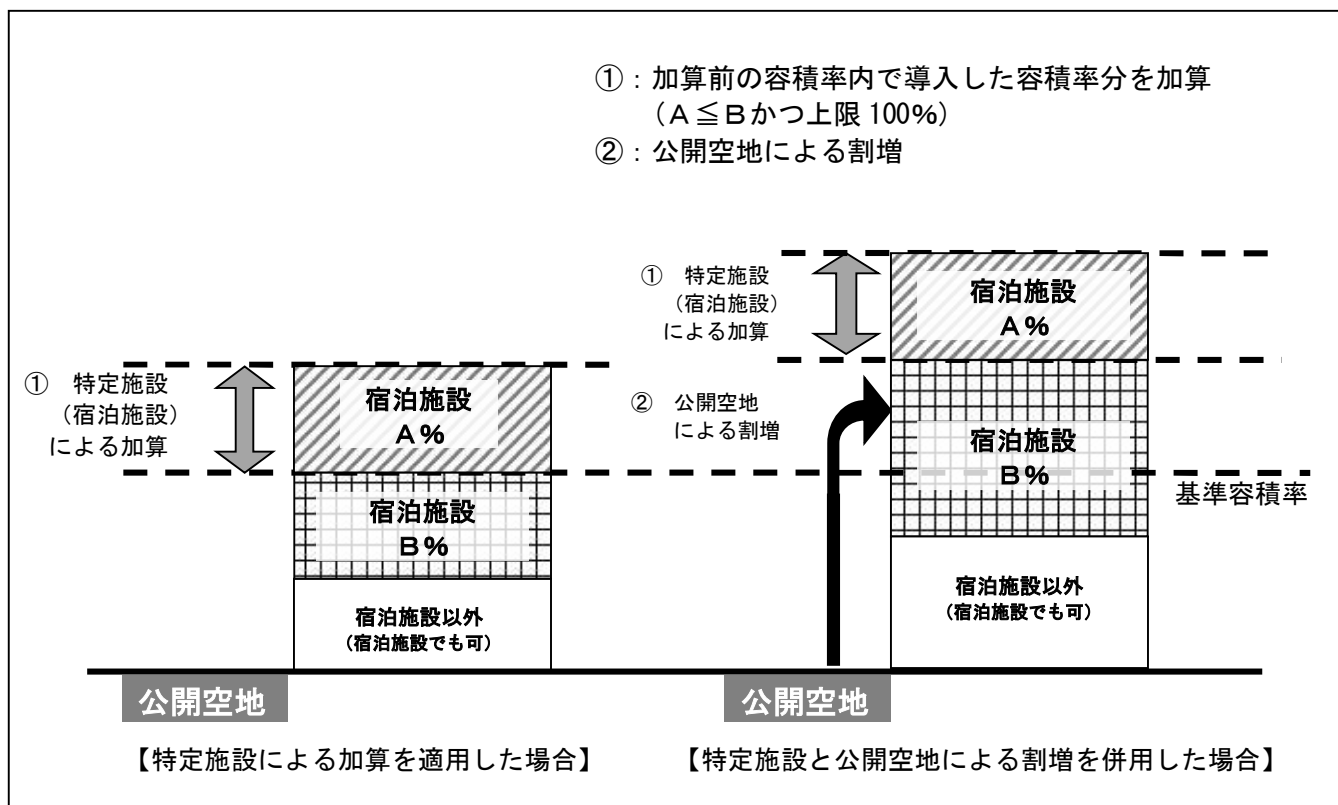 ①：加算前の容積率内で導入した容積率分を加算
（Ａ≦Ｂかつ上限 100%）
②：公開空地による割増
① 特定施設
（宿泊施設）
による加算
宿泊施設
Ａ％
宿泊施設
Ｂ％
宿泊施設以外
（宿泊施設でも可）
公開空地
【特定施設による加算を適用した場合】
① 特定施設
（宿泊施設）
による加算
② 公開空地
による割増
宿泊施設
Ａ％
宿泊施設
Ｂ％
宿泊施設以外
（宿泊施設でも可）
基準容積率
公開空地
【特定施設と公開空地による割増を併用した場合】